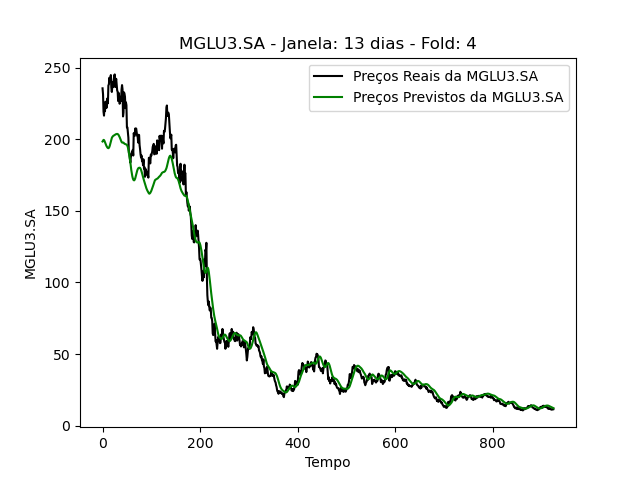 MGLU3.SA - Janela: 13 dias - Fold: 4
Preços Reais da MGLU3.SA
Preços Previstos da MGLU3.SA
MGLU3.SA
250
200
150
100
50
0
0 200 400 600 800
Tempo